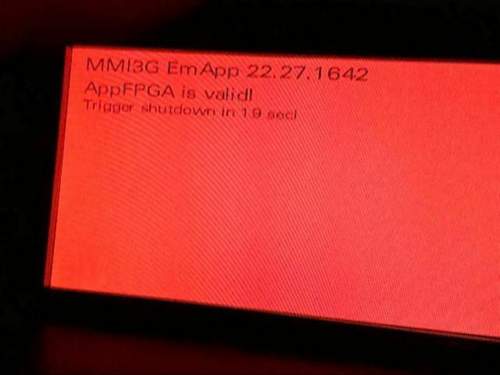 MMI3G EmApp 22.27.1642
AppFPGA is valid!
Trigger shutdown in 19 sec!